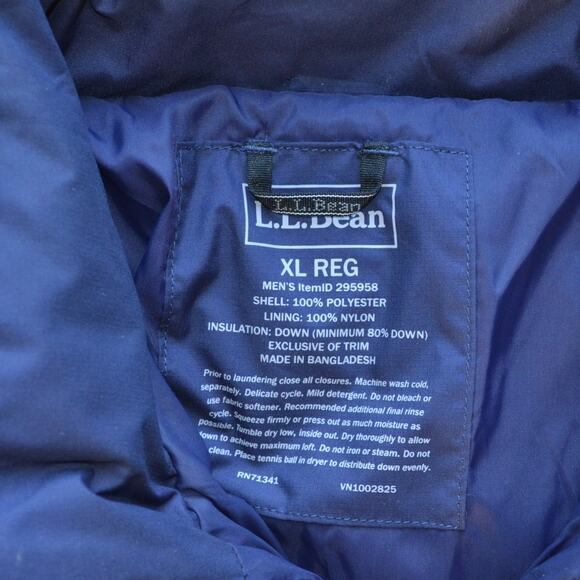 L.L.Bean
L.L.Bean
XL REG
MEN'S ItemID 295958
SHELL: 100% POLYESTER
LINING: 100% NYLON
INSULATION: DOWN (MINIMUM 80% DOWN)
EXCLUSIVE OF TRIM
MADE IN BANGLADESH
Prior to laundering close all closures. Machine wash cold,
separately. Delicate cycle. Mild detergent. Do not bleach or
use fabric softener. Recommended additional final rinse
cycle. Squeeze firmly or press out as much moisture as
possible. Tumble dry low, inside out. Dry thoroughly to allow
down to achieve maximum loft. Do not iron or steam. Do not
clean. Place tennis ball in dryer to distribute down evenly.
RN71341 VN1002825